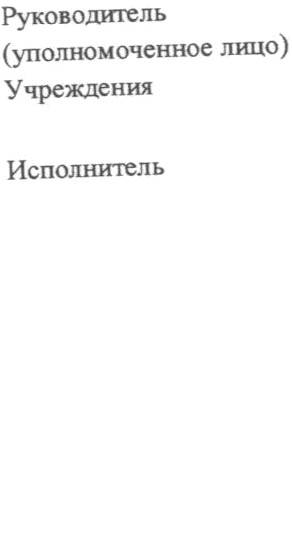 Руководитель
(уполномоченное лицо)
Учреждения
Исполнитель